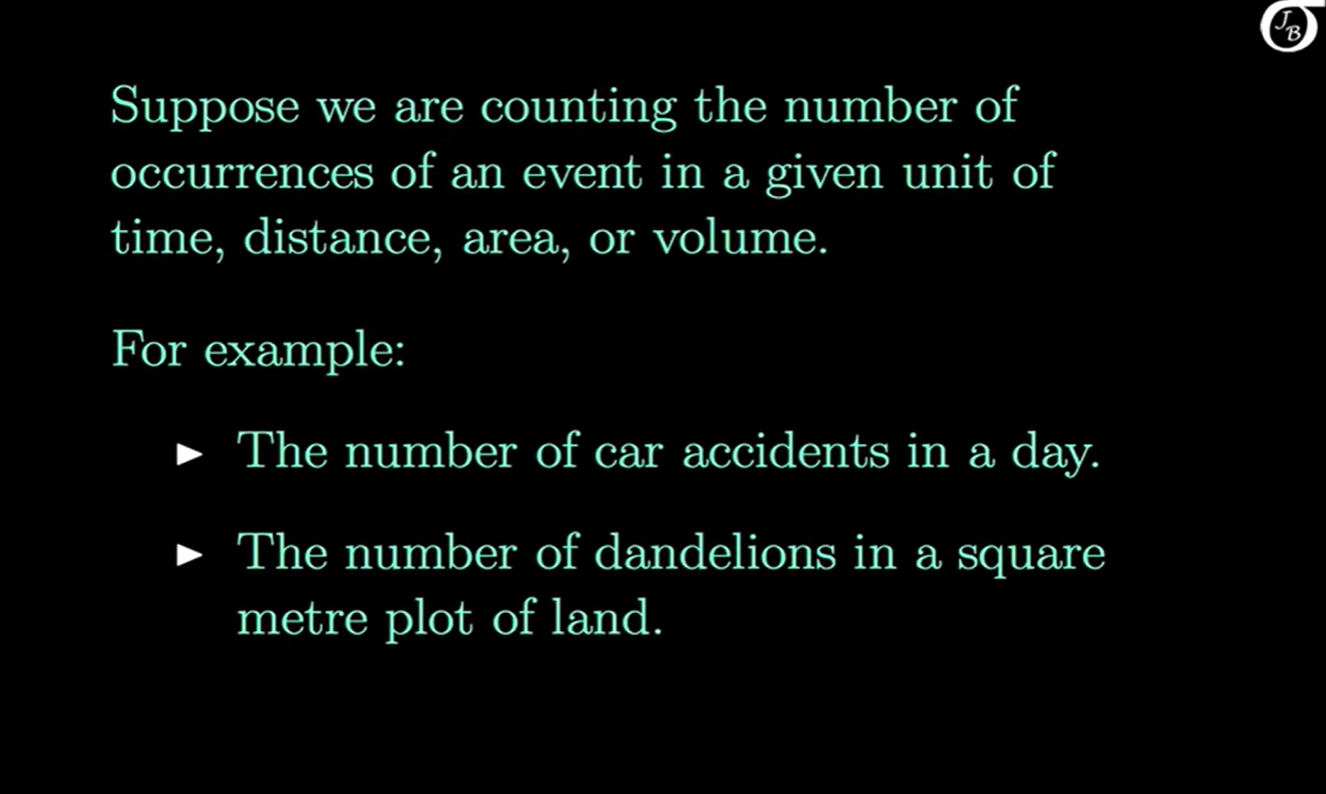 JB
Suppose we are counting the number of
occurrences of an event in a given unit of
time, distance, area, or volume.
For example:
► The number of car accidents in a day.
► The number of dandelions in a square
metre plot of land.